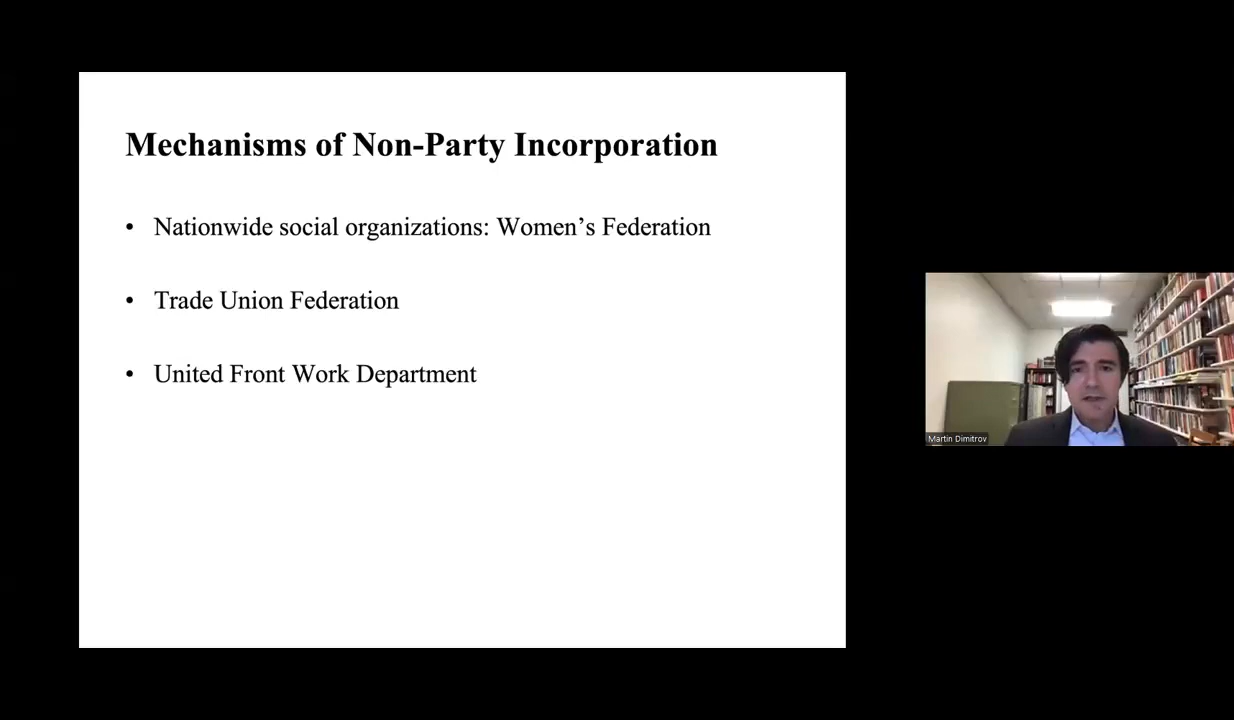 Mechanisms of Non-Party Incorporation
• Nationwide social organizations: Women’s Federation
• Trade Union Federation
• United Front Work Department
Martin Dimitrov